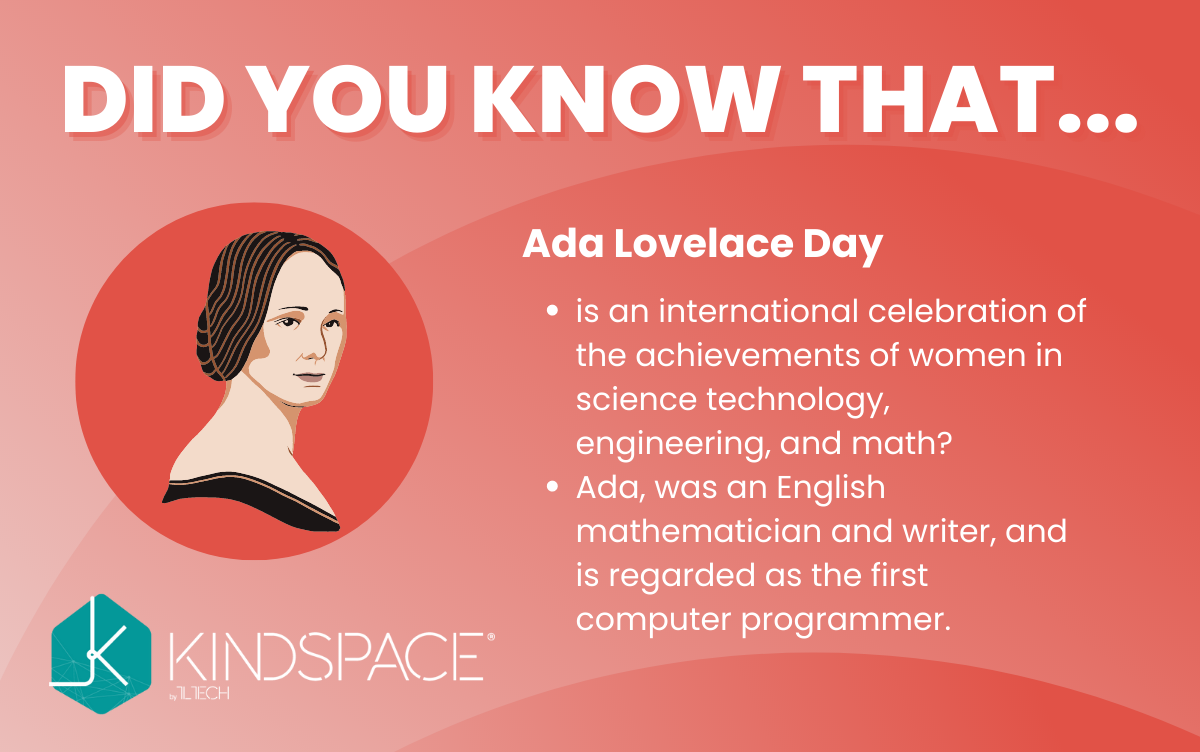 DID YOU KNOW THAT...
Ada Lovelace Day
• is an international celebration of
the achievements of women in
science technology,
engineering, and math?
• Ada, was an English
mathematician and writer, and
is regarded as the first
computer programmer.
KINDSPACE®
by TLTECH